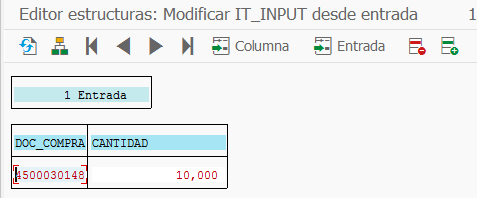 Editor estructuras: Modificar IT_INPUT desde entrada 1
Columna Entrada
1 Entrada
DOC_COMPRA CANTIDAD
4500030148 10,000